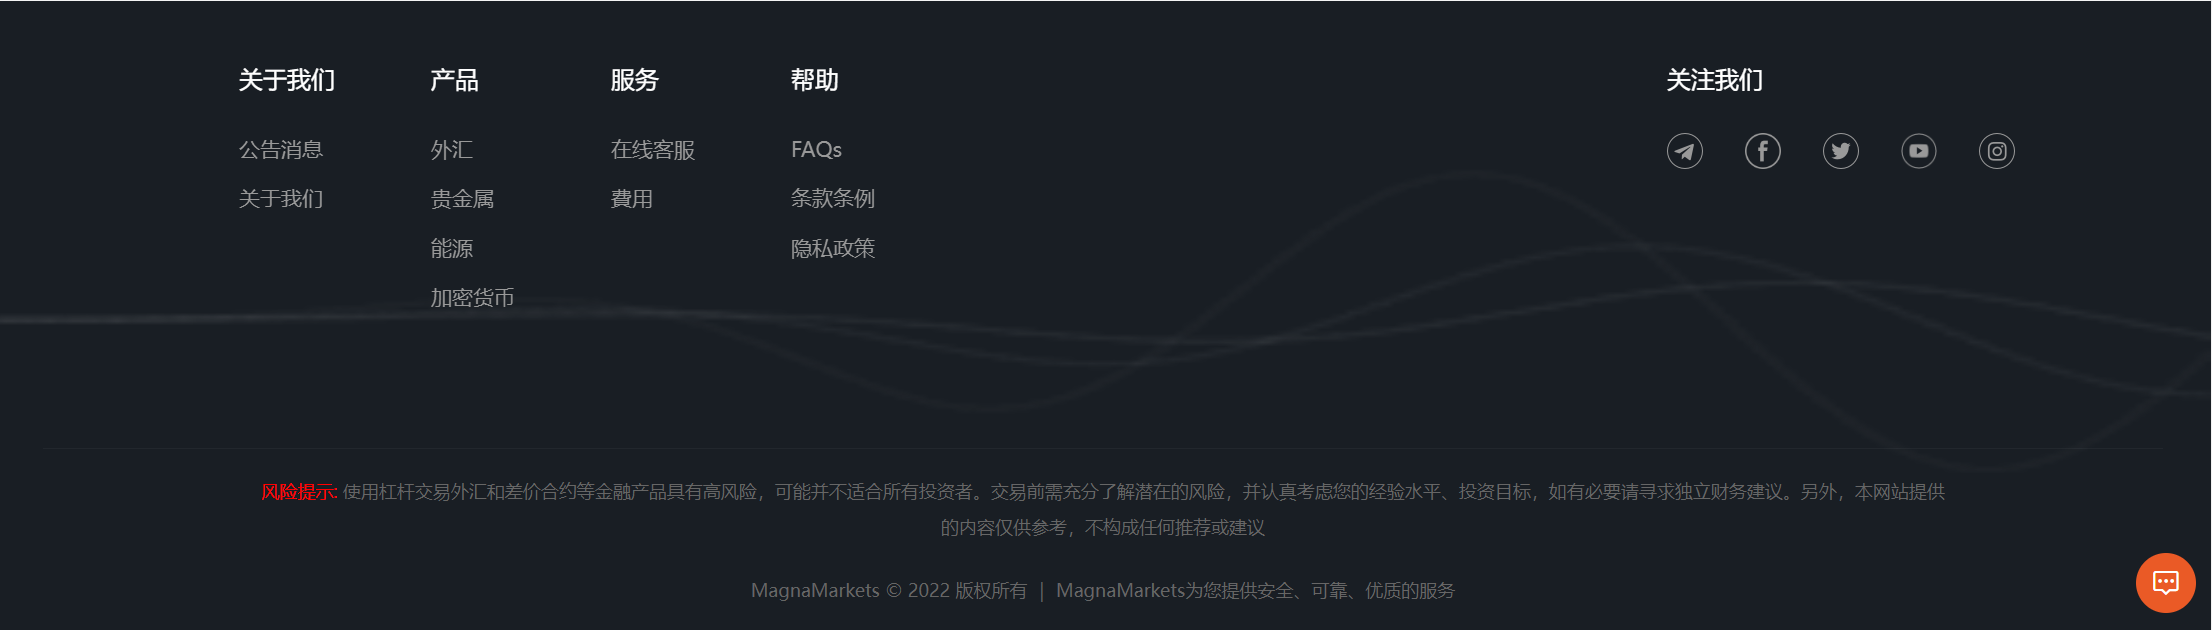 关于我们
公告消息
关于我们
产品
外汇
贵金属
能源
加密货币
服务
在线客服
費用
帮助
FAQs
条款条例
隐私政策
关注我们
风险提示: 使用杠杆交易外汇和差价合约等金融产品具有高风险，可能并不适合所有投资者。交易前需充分了解潜在的风险，并认真考虑您的经验水平、投资目标，如有必要请寻求独立财务建议。另外，本网站提供
的内容仅供参考，不构成任何推荐或建议
MagnaMarkets © 2022 版权所有 ｜ MagnaMarkets为您提供安全、可靠、优质的服务